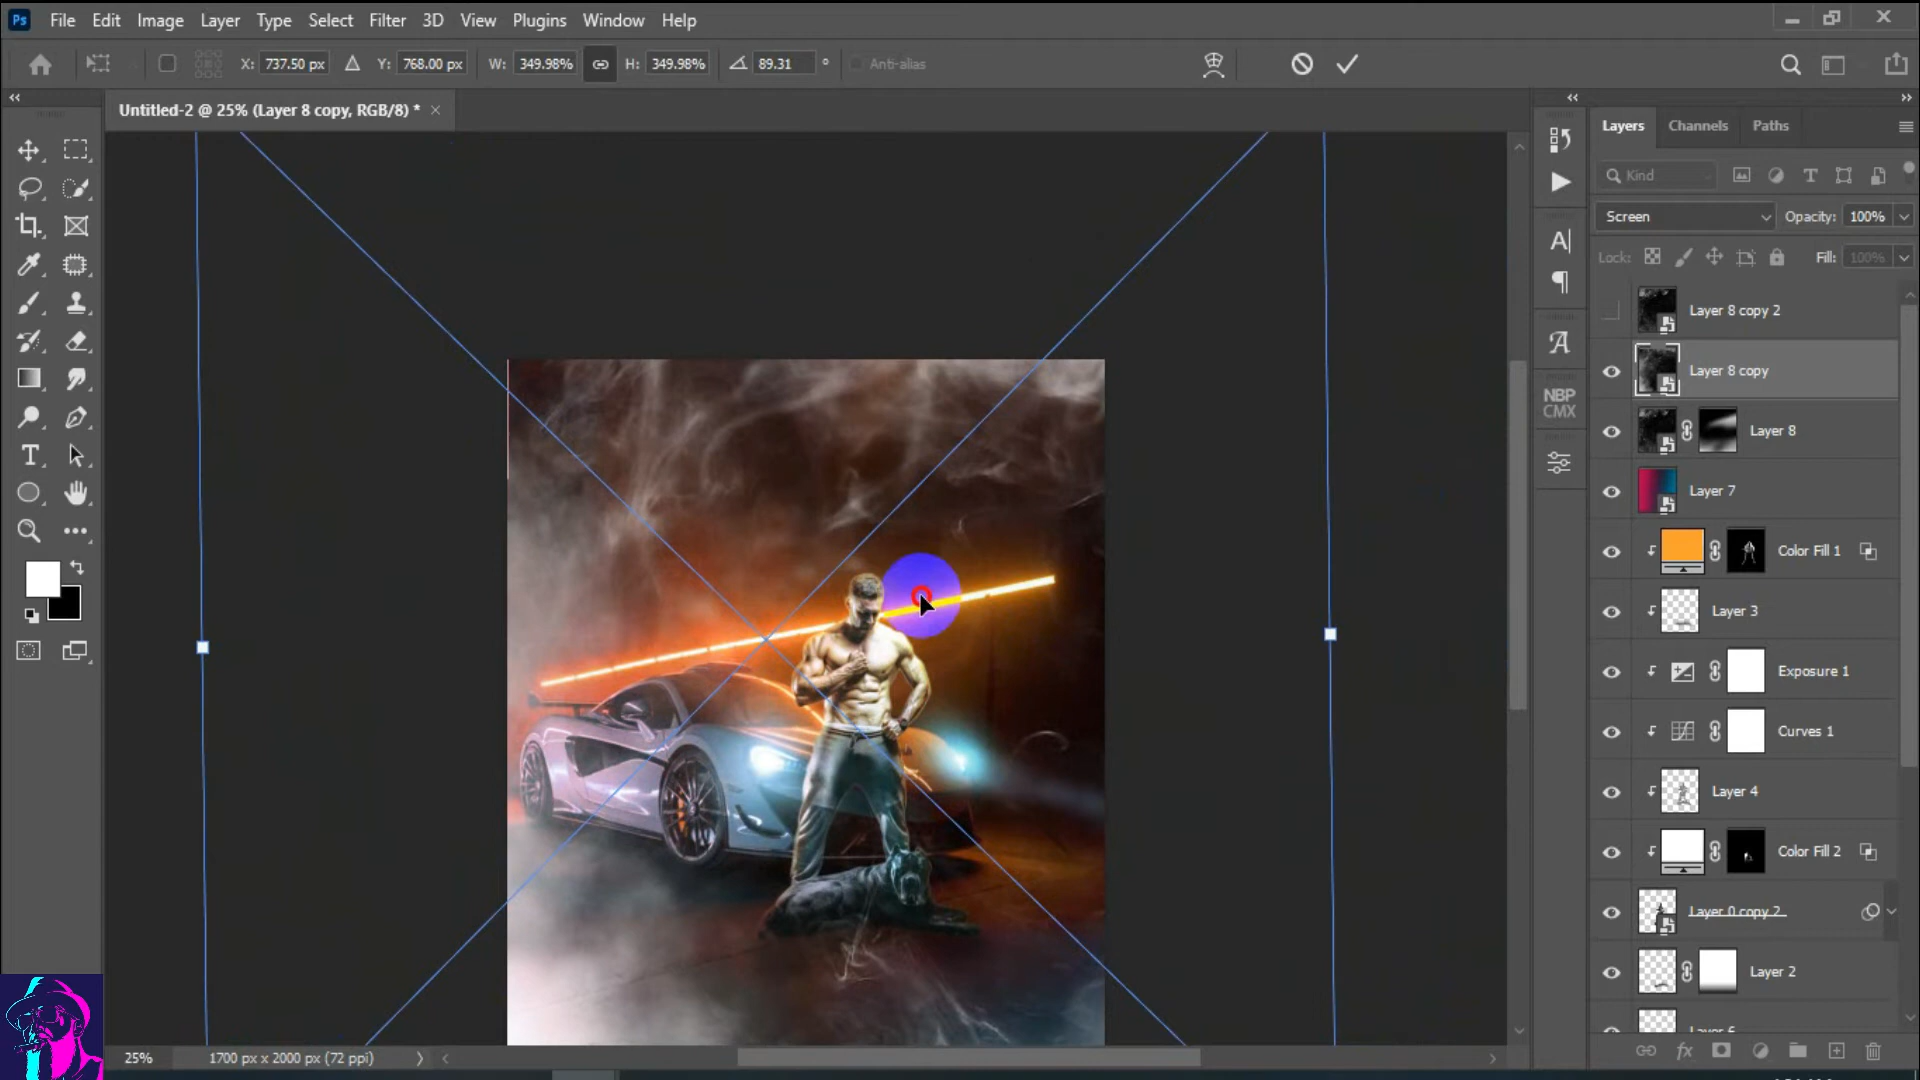 Ps File Edit Image Layer Type Select Filter 3D View Plugins Window Help
X: 737.50 px Y: 768.00 px W: 349.98% H: 349.98% 89.31 ° Anti-alias
Untitled-2 @ 25% (Layer 8 copy, RGB/8) *
Layers Channels Paths
Kind
Screen Opacity: 100%
Lock: Fill: 100%
Layer 8 copy 2
Layer 8 copy
NBP
CMX
Layer 8
Layer 7
Color Fill 1
Layer 3
Exposure 1
Curves 1
Layer 4
Color Fill 2
Layer 0 copy 2
Layer 2
25% 1700 px x 2000 px (72 ppi)